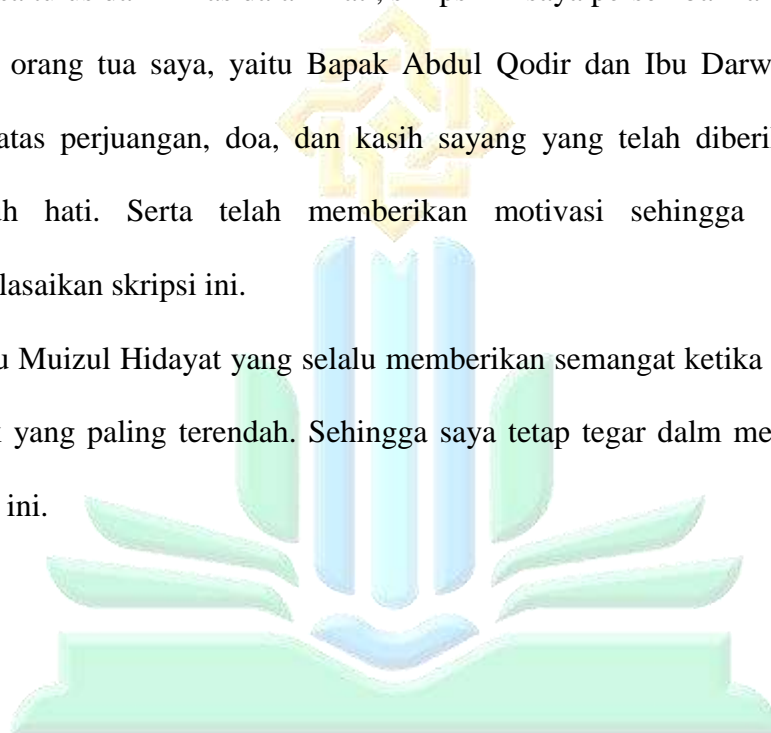 orang tua saya, yaitu Bapak Abdul Qodir dan Ibu Darw
atas perjuangan, doa, dan kasih sayang yang telah diberi
h hati. Serta telah memberikan motivasi sehingga
lasaikan skripsi ini.
u Muizul Hidayat yang selalu memberikan semangat ketika
yang paling terendah. Sehingga saya tetap tegar dalm me
ini.